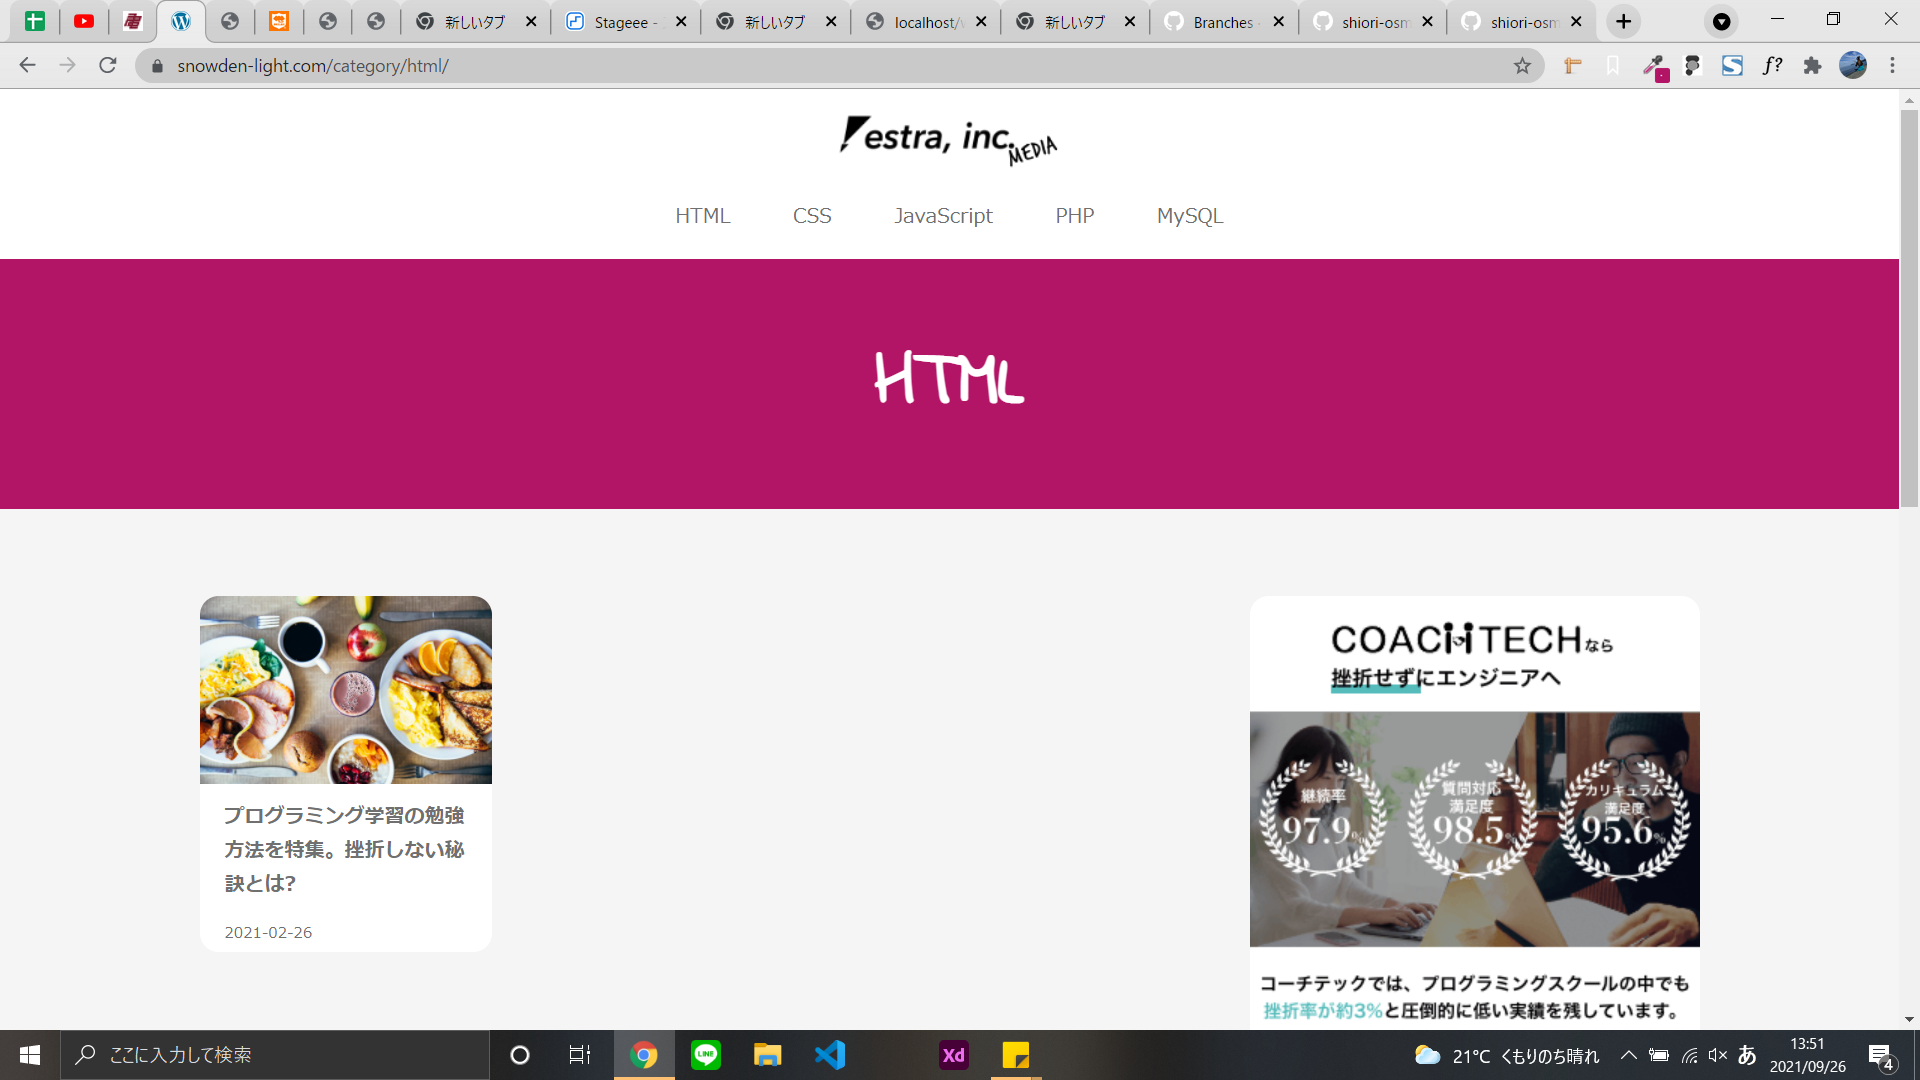 新しいタブ
Stageee -
新しいタブ
localhost/
新しいタブ
Branches
shiori-osm
shiori-osm
snowden-light.com/category/html/
f?
estra, inc.
MEDIA
HTML CSS JavaScript PHP MySQL
HTML
プログラミング学習の勉強
方法を特集。挫折しない秘
訣とは?
2021-02-26
COACHTECHなら
挫折せずにエンジニアへ
継続率
97.9%
質問対応
満足度
98.5%
カリキュラム
満足度
95.6%
コーチテックでは、プログラミングスクールの中でも
挫折率が約3%と圧倒的に低い実績を残しています。
ここに入力して検索
LINE
Xd
21°C くもりのち晴れ
あ
13:51
2021/09/26
4